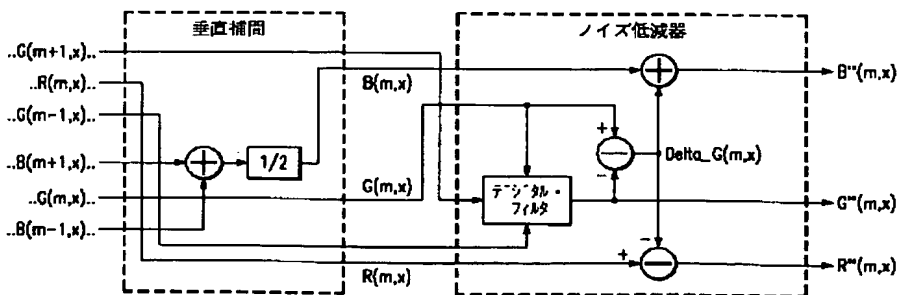 垂直補間
ノイズ低減器
..G(m+1,x)..
..R(m,x)..
..G(m-1,x)..
..B(m+1,x)..
..G(m,x)..
..B(m-1,x)..
1/2
B(m,x)
G(m,x)
R(m,x)
デジタル・
フィルタ
+
-
Delta_G(m,x)
-
+
B"(m,x)
G"(m,x)
R"(m,x)